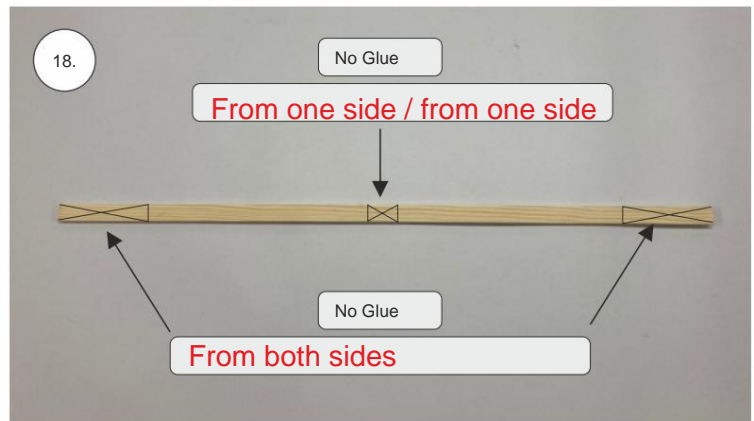 18.
No Glue
From one side / from one side
No Glue
From both sides